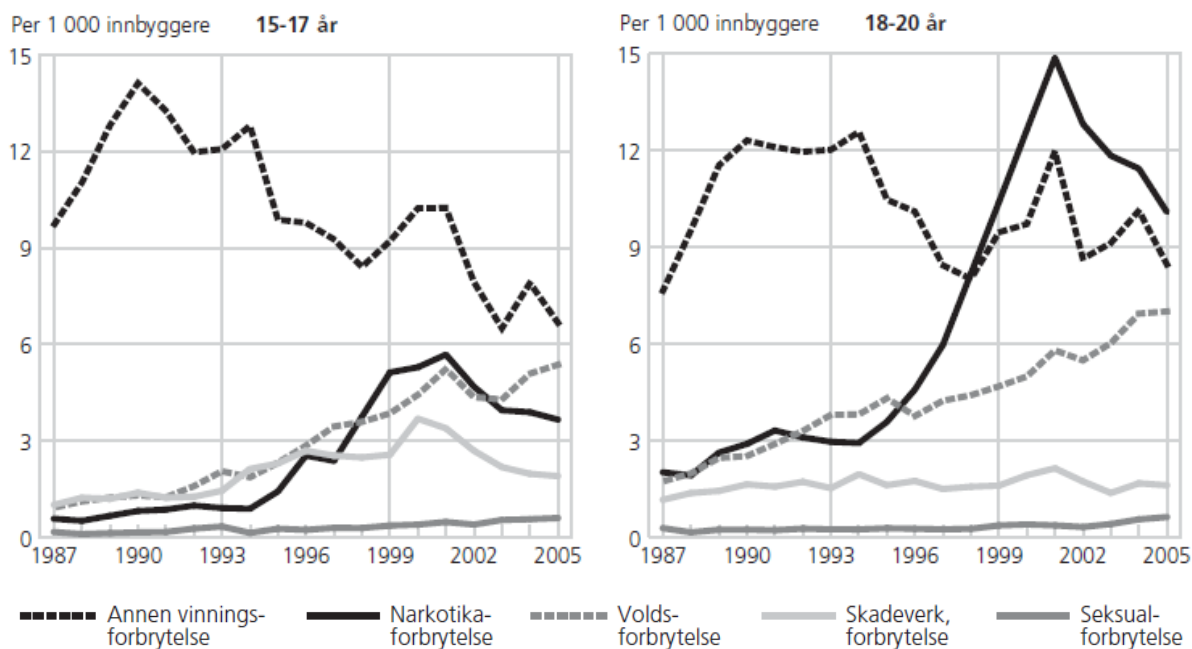 Per 1 000 innbyggere 15-17 år
15
12
9
6
3
0
1987 1990 1993 1996 1999 2002 2005
Per 1 000 innbyggere 18-20 år
15
12
9
6
3
0
1987 1990 1993 1996 1999 2002 2005
Annen vinnings-
forbrytelse
Narkotika-
forbrytelse
Volds-
forbrytelse
Skadeverk,
forbrytelse
Seksual-
forbrytelse